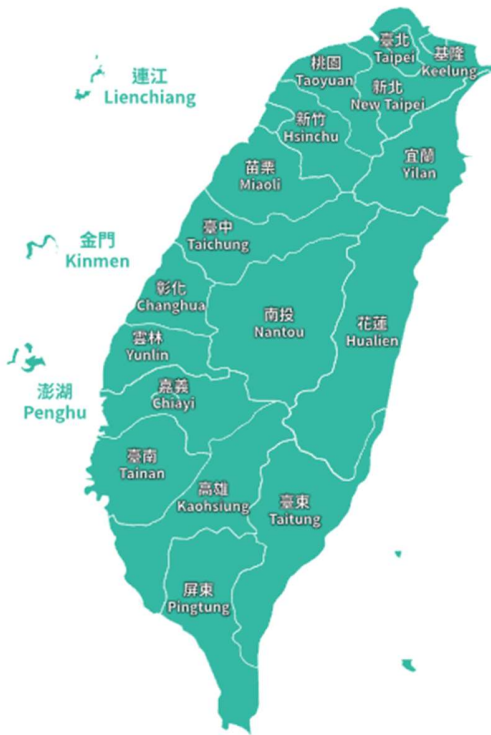 臺北
Taipei
基隆
Keelung
桃園
Taoyuan
新北
New Taipei
連江
Lienchiang
新竹
Hsinchu
宜蘭
Yilan
苗栗
Miaoli
臺中
Taichung
金門
Kinmen
彰化
Changhua
南投
Nantou
花蓮
Hualien
雲林
Yunlin
嘉義
Chiayi
澎湖
Penghu
臺南
Tainan
高雄
Kaohsiung
臺東
Taitung
屏東
Pingtung